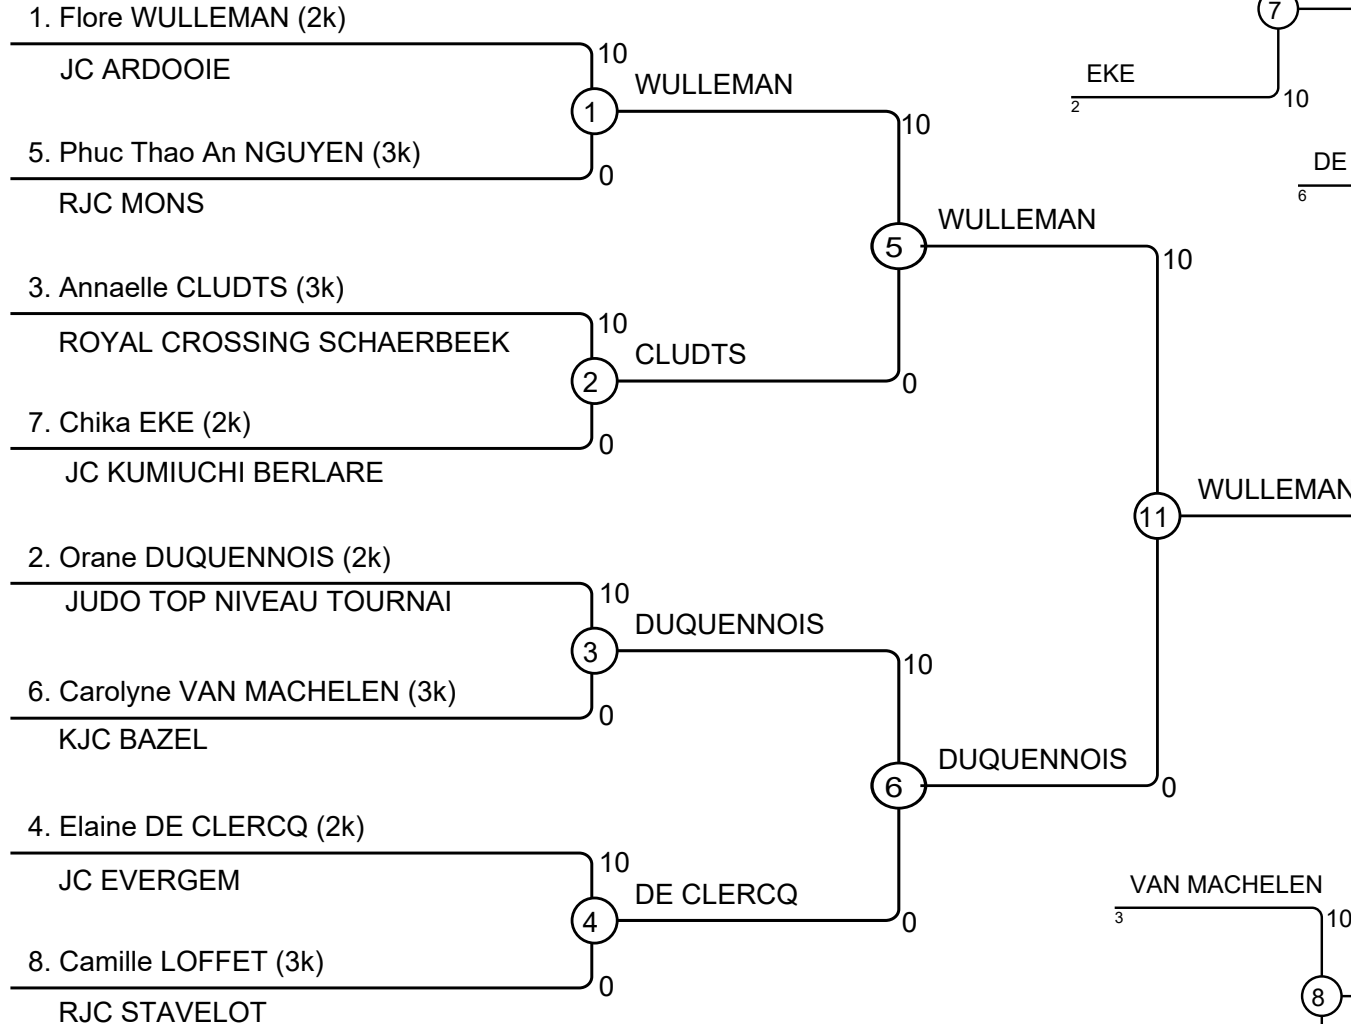 1. Flore WULLEMAN (2k)
10
JC ARDOOIE
1
WULLEMAN
10
5. Phuc Thao An NGUYEN (3k)
0
RJC MONS
5
WULLEMAN
10
3. Annaelle CLUDTS (3k)
10
ROYAL CROSSING SCHAERBEEK
2
CLUDTS
0
7. Chika EKE (2k)
0
JC KUMIUCHI BERLARE
11
WULLEMAN
2. Orane DUQUENNOIS (2k)
10
JUDO TOP NIVEAU TOURNAI
3
DUQUENNOIS
10
6. Carolyne VAN MACHELEN (3k)
0
KJC BAZEL
6
DUQUENNOIS
0
4. Elaine DE CLERCQ (2k)
10
JC EVERGEM
4
DE CLERCQ
0
8. Camille LOFFET (3k)
0
RJC STAVELOT
7
EKE
2
10
DE
6
VAN MACHELEN
3
10
8